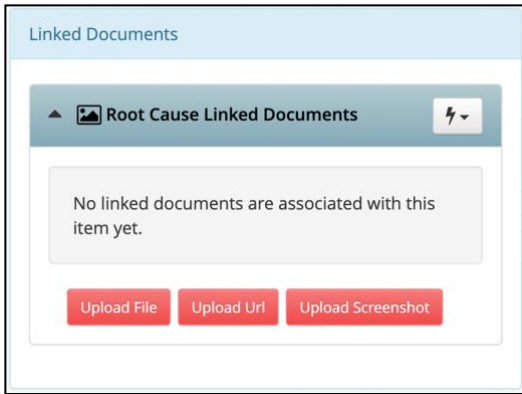 Linked Documents
Root Cause Linked Documents
No linked documents are associated with this
item yet.
Upload File Upload Url Upload Screenshot